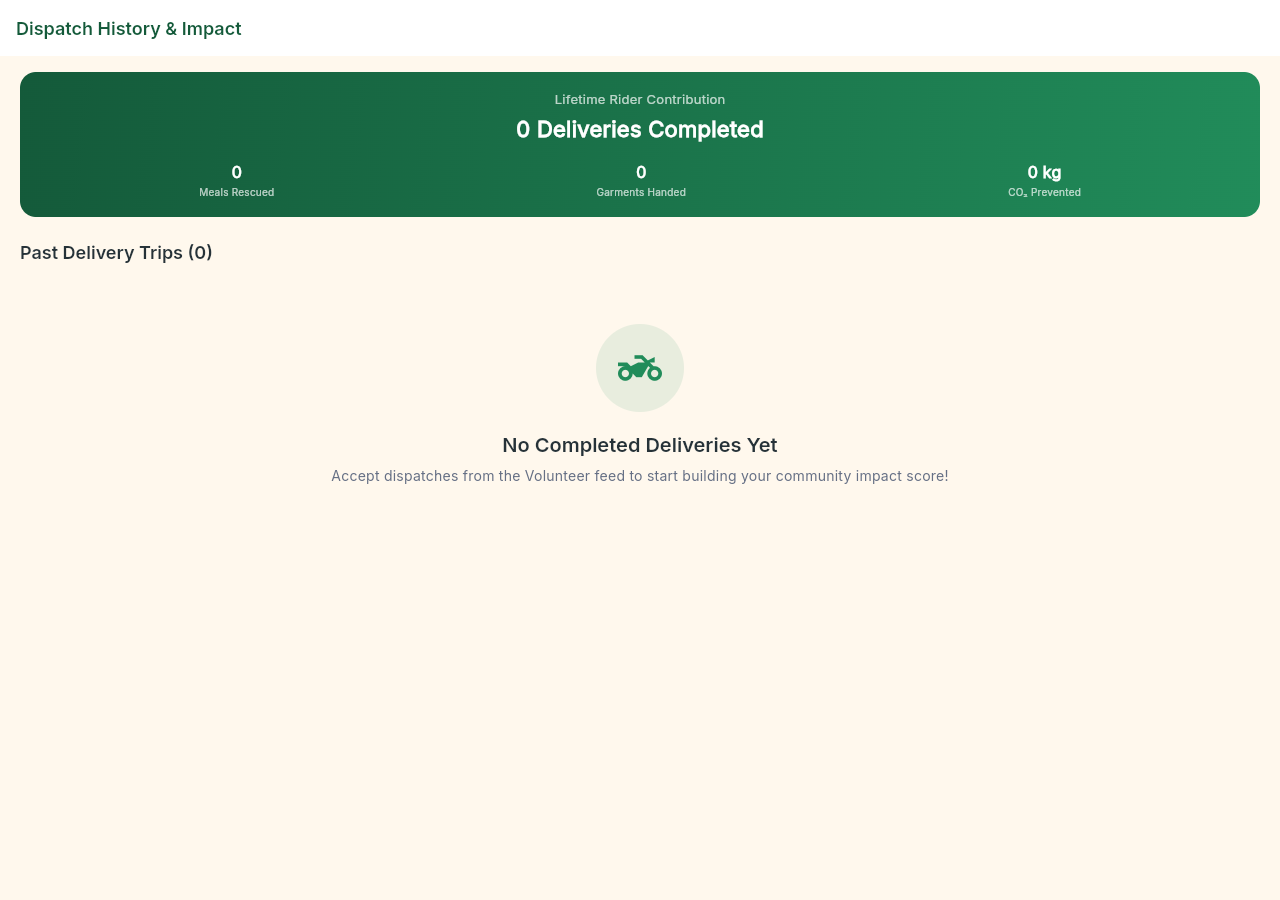 Dispatch History & Impact
Lifetime Rider Contribution
0 Deliveries Completed
0
Meals Rescued
0
Garments Handed
0 kg
CO₂ Prevented
Past Delivery Trips (0)
No Completed Deliveries Yet
Accept dispatches from the Volunteer feed to start building your community impact score!